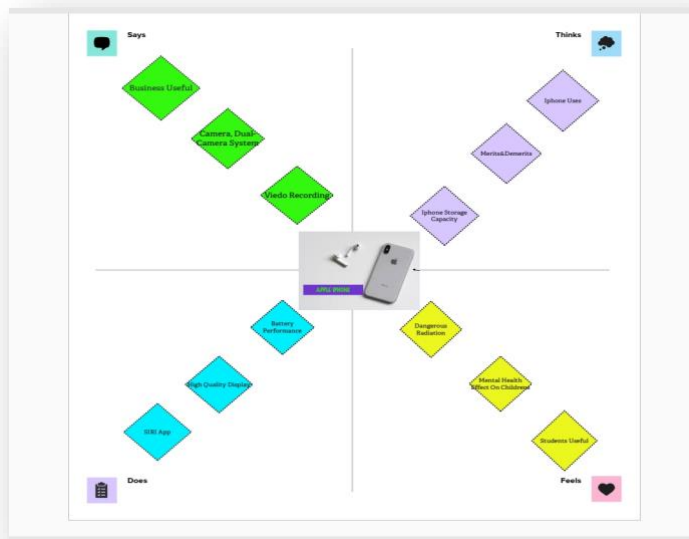 Says
Thinks
Business Useful
Camera, Dual-
Camera System
Viedo Recording
Iphone Uses
Merits&Demerits
Iphone Storage
Capacity
APPLE IPHONE
Battery
Performance
High Quality Display
SIRI App
Dangerous
Radiation
Mental Health
Effect On Childrens
Students Useful
Does
Feels